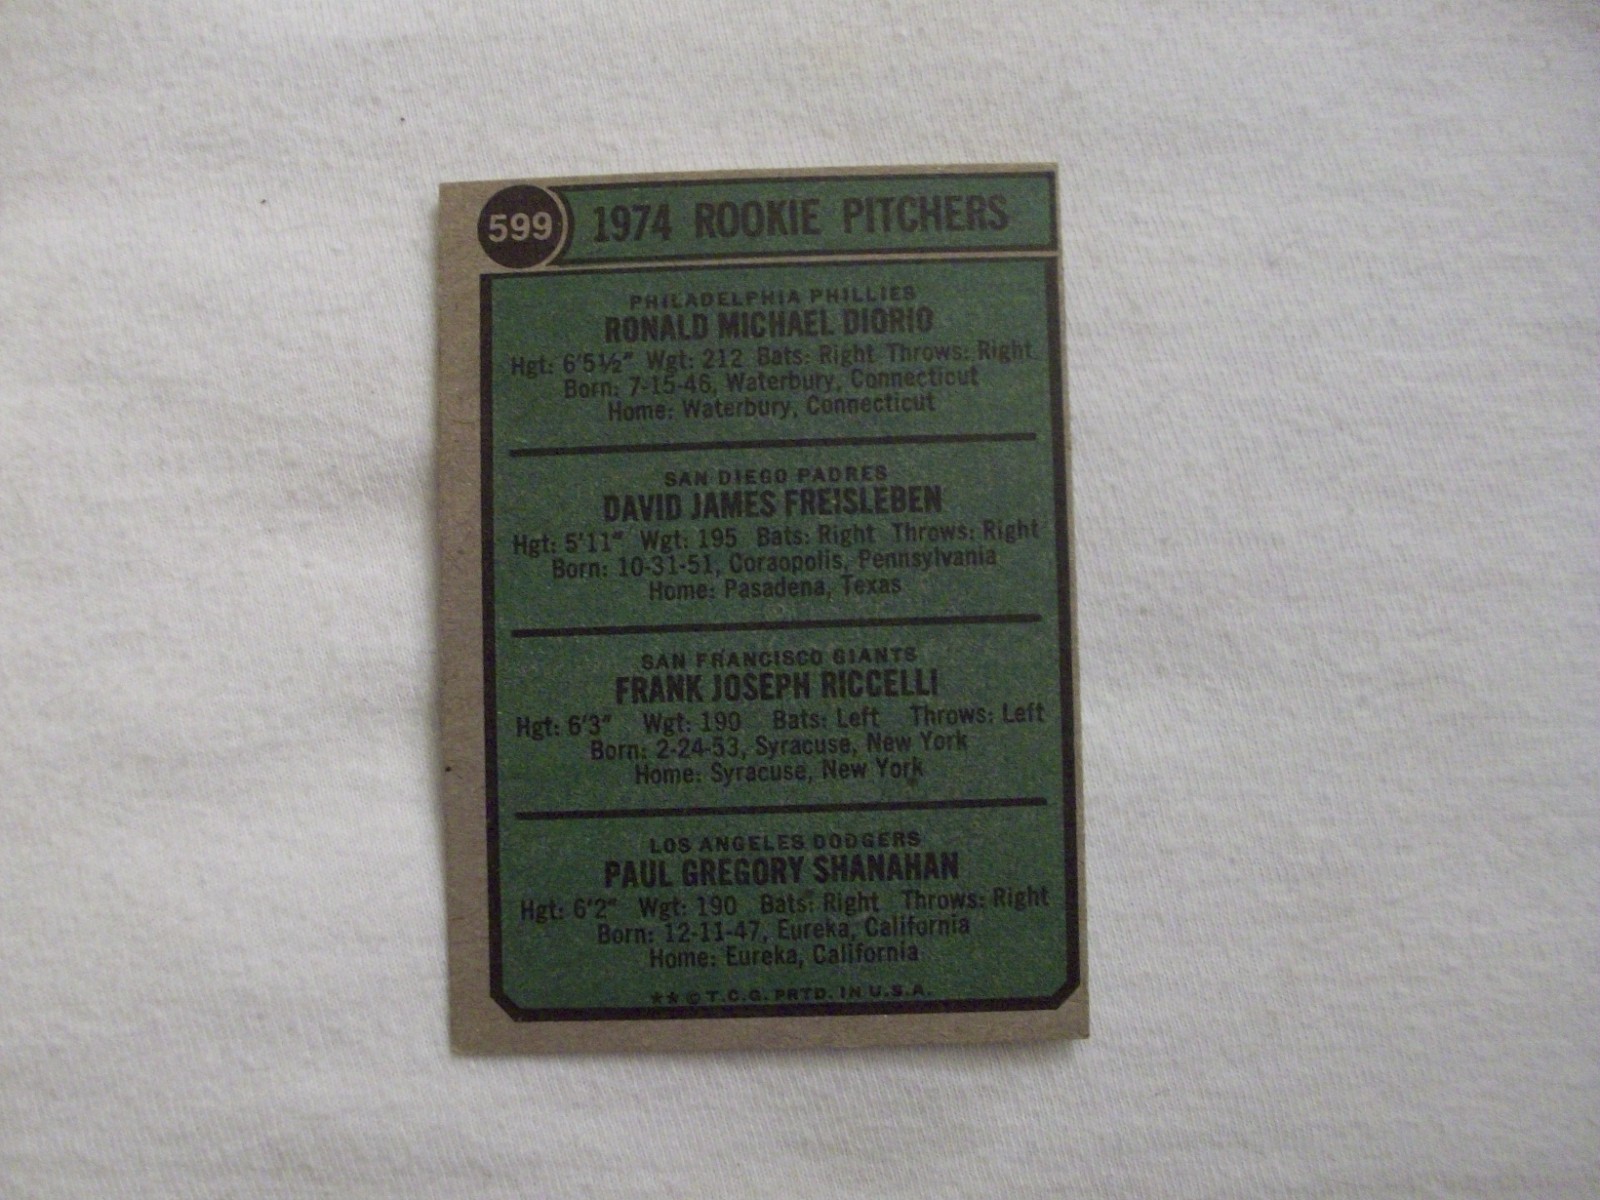 599 1974 ROOKIE PITCHERS
PHILADELPHIA PHILLIES
RONALD MICHAEL DIORIO
Hgt: 6'5½" Wgt: 212 Bats: Right Throws: Right
Born: 7-15-46, Waterbury, Connecticut
Home: Waterbury, Connecticut
SAN DIEGO PADRES
DAVID JAMES FREISLEBEN
Hgt: 5'11" Wgt: 195 Bats: Right Throws: Right
Born: 10-31-51, Coraopolis, Pennsylvania
Home: Pasadena, Texas
SAN FRANCISCO GIANTS
FRANK JOSEPH RICCELLI
Hgt: 6'3" Wgt: 190 Bats: Left Throws: Left
Born: 2-24-53, Syracuse, New York
Home: Syracuse, New York
LOS ANGELES DODGERS
PAUL GREGORY SHANAHAN
Hgt: 6'2" Wgt: 190 Bats: Right Throws: Right
Born: 12-11-47, Eureka, California
Home: Eureka, California
** © T.C.G. PRTD. IN U.S.A.